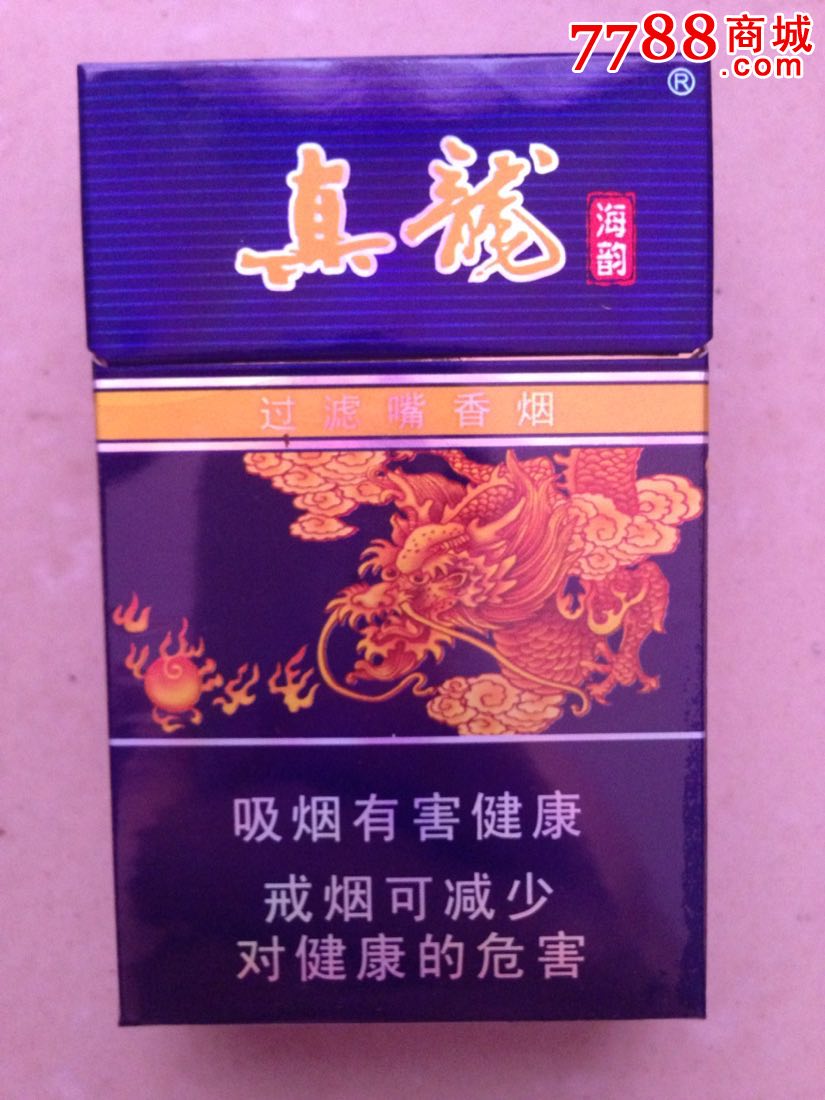 7788商城
.com
®
真龍
海韵
过滤嘴香烟
吸烟有害健康
戒烟可减少
对健康的危害